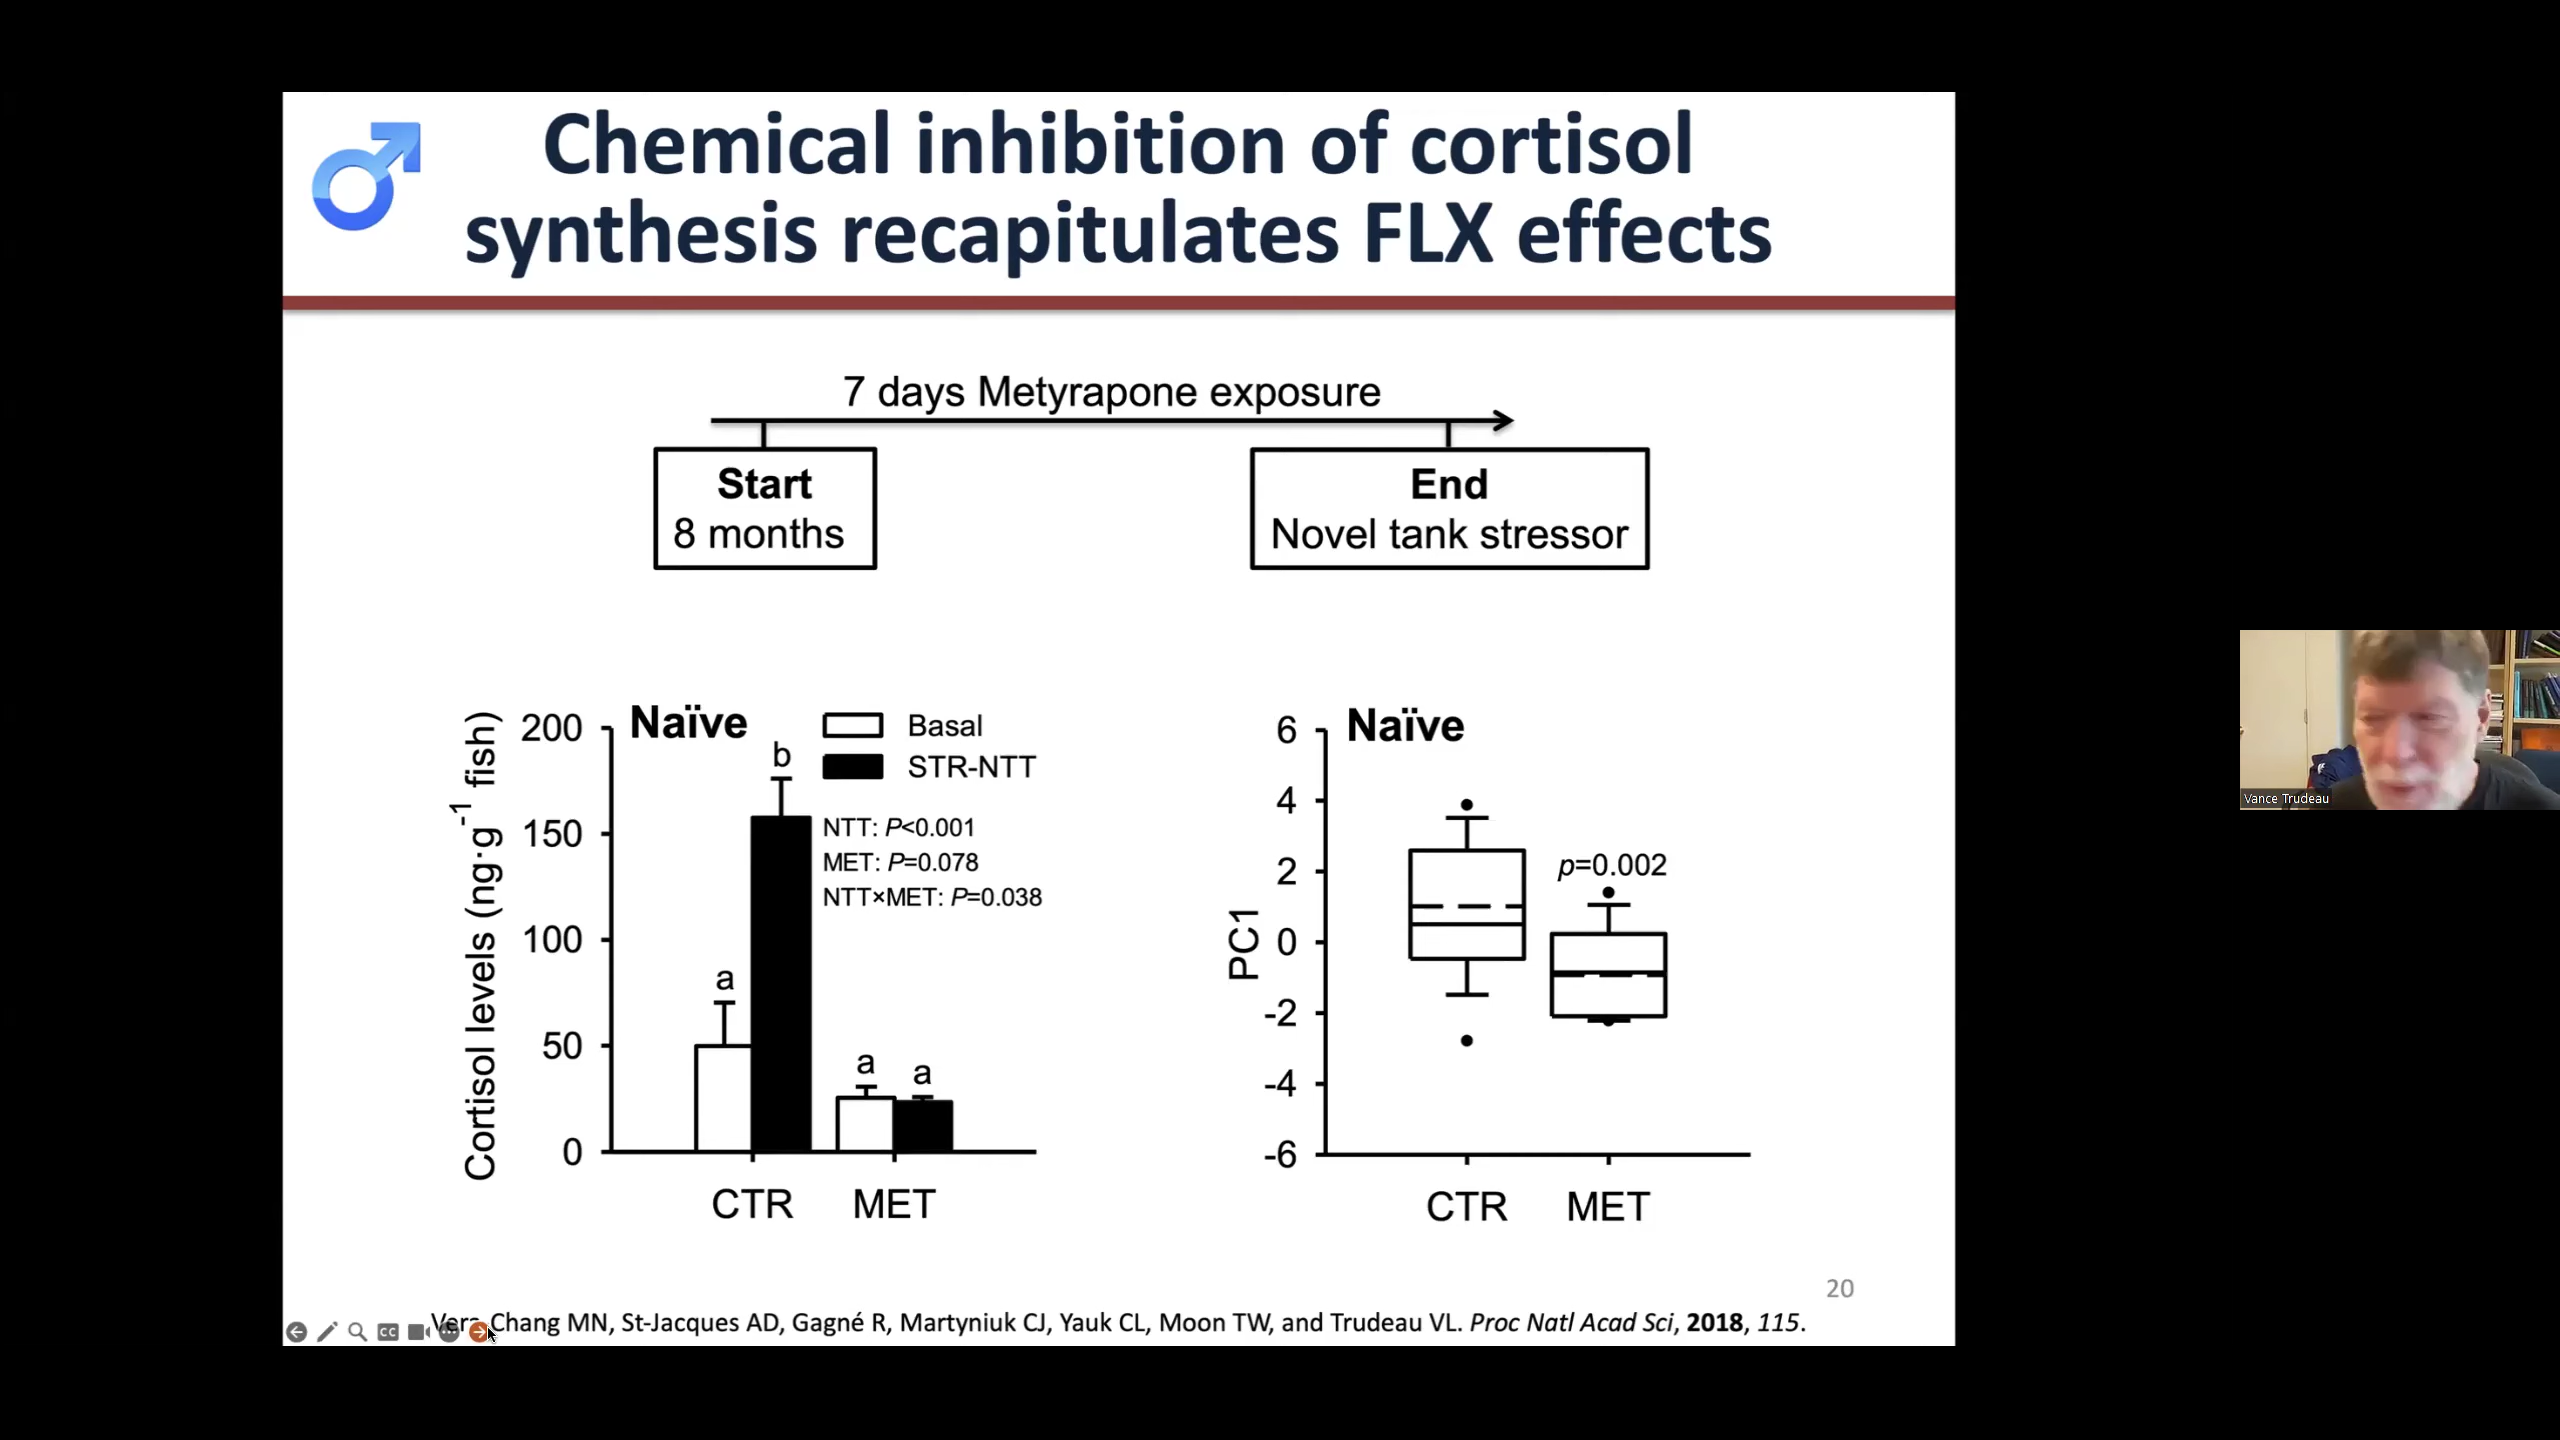 Chemical inhibition of cortisol
synthesis recapitulates FLX effects
7 days Metyrapone exposure
Start
8 months
End
Novel tank stressor
Cortisol levels (ng·g-1 fish)
200
150
100
50
0
Naïve
Basal
STR-NTT
NTT: P<0.001
MET: P=0.078
NTT×MET: P=0.038
a
b
a
a
CTR
MET
PC1
6
4
2
0
-2
-4
-6
Naïve
p=0.002
CTR
MET
20
Vera-Chang MN, St-Jacques AD, Gagné R, Martyniuk CJ, Yauk CL, Moon TW, and Trudeau VL. Proc Natl Acad Sci, 2018, 115.
CC
Vance Trudeau